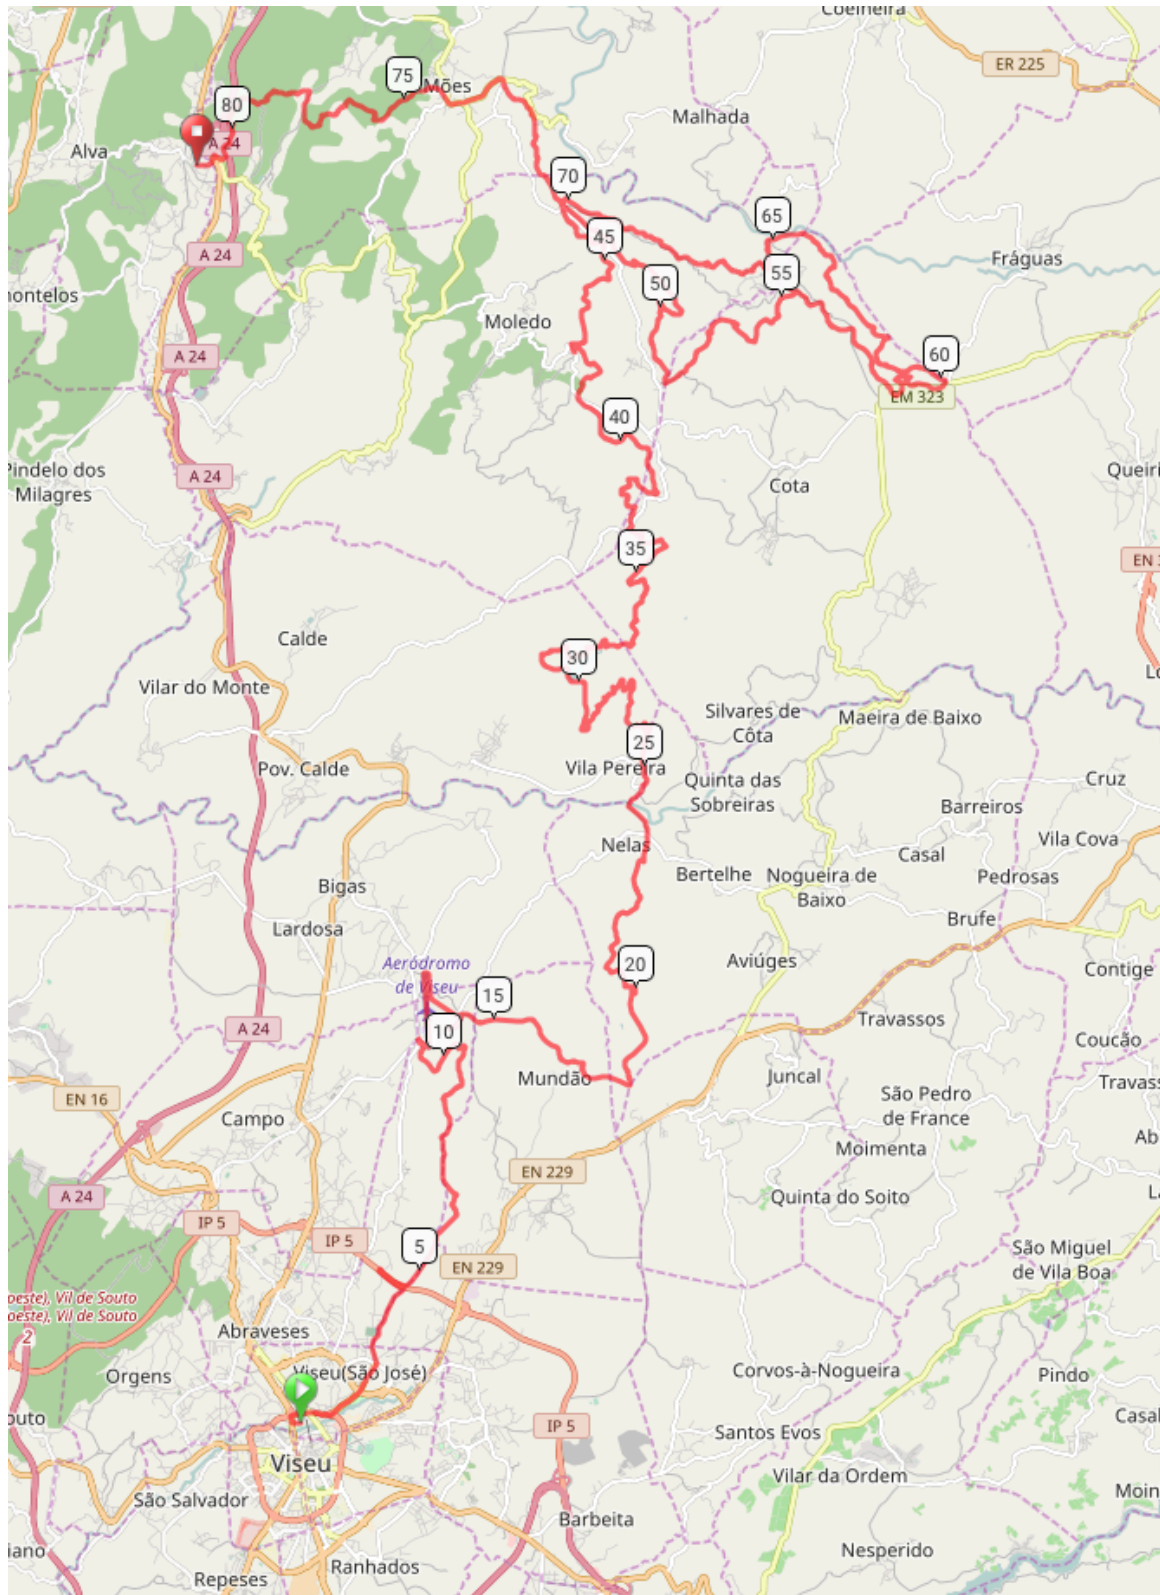 Coelheira
ER 225
75
Mões
80
Malhada
A 24
Alva
70
65
45
A 24
Fráguas
55
50
Moledo
60
A 24
EM 323
40
Pindelo dos
Milagres
A 24
Cota
35
EN
Calde
30
Vilar do Monte
Silvares de
Côta
Maeira de Baixo
25
Pov. Calde
Vila Pereira
Quinta das
Sobreiras
Cruz
Barreiros
Nelas
Vila Cova
Casal
Bertelhe
Nogueira de
Baixo
Pedrosas
Bigas
Lardosa
Brufe
Aeródromo
de Viseu
20
Aviúges
Contige
15
A 24
10
Travassos
Coucão
Mundão
Juncal
EN 16
São Pedro
de France
Campo
Moimenta
EN 229
A 24
Quinta do Soito
IP 5
IP 5
5
EN 229
São Miguel
de Vila Boa
oeste), Vil de Souto
oeste), Vil de Souto
2
Abraveses
Orgens
Viseu(São José)
Corvos-à-Nogueira
Pindo
IP 5
Santos Evos
Viseu
Vilar da Ordem
São Salvador
Barbeita
Nesperido
Ranhados
Repeses